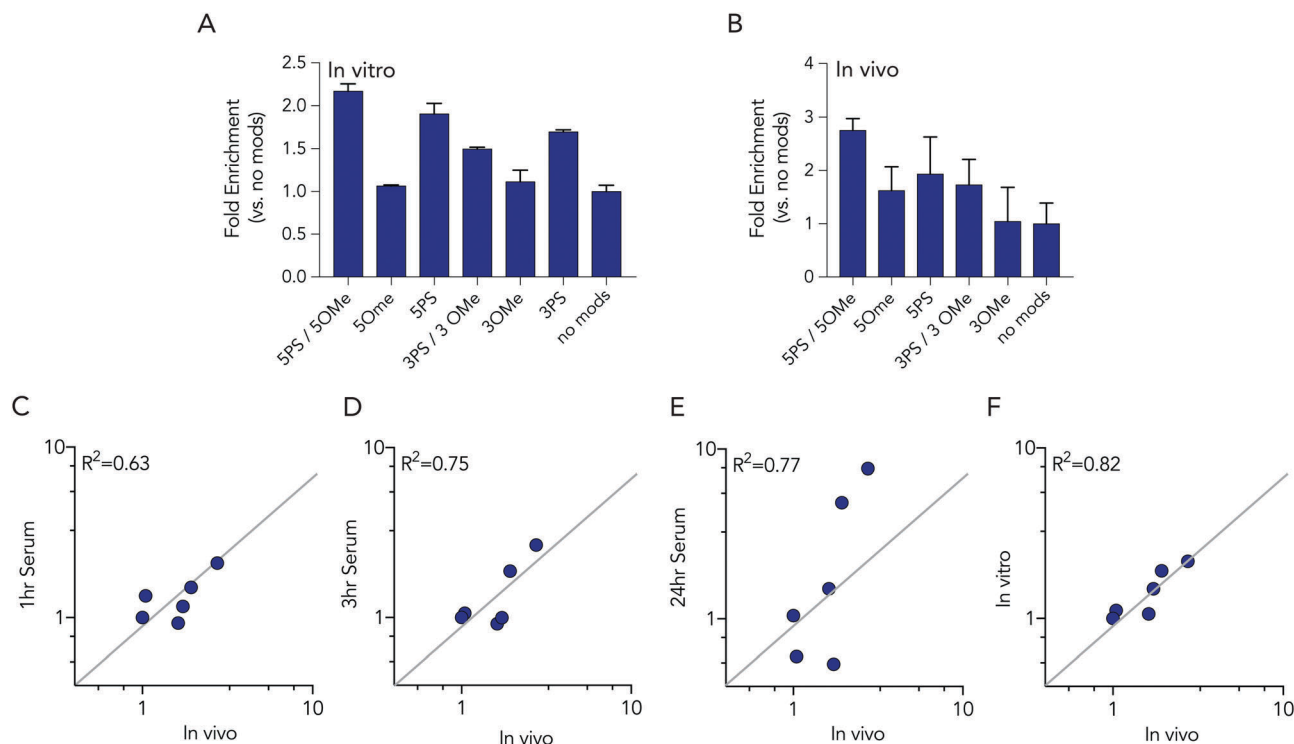 A
In vitro
Fold Enrichment
(vs. no mods)
2.5
2.0
1.5
1.0
0.5
0.0
5PS / 5OMe
5Ome
5PS
3PS / 3 OMe
3OMe
3PS
no mods
B
In vivo
Fold Enrichment
(vs. no mods)
4
3
2
1
0
5PS / 5OMe
5Ome
5PS
3PS / 3 OMe
3OMe
no mods
C
10
R²=0.63
1hr Serum
1
1
10
In vivo
D
10
R²=0.75
3hr Serum
1
1
10
In vivo
E
10
R²=0.77
24hr Serum
1
1
10
In vivo
F
10
R²=0.82
In vitro
1
1
10
In vivo